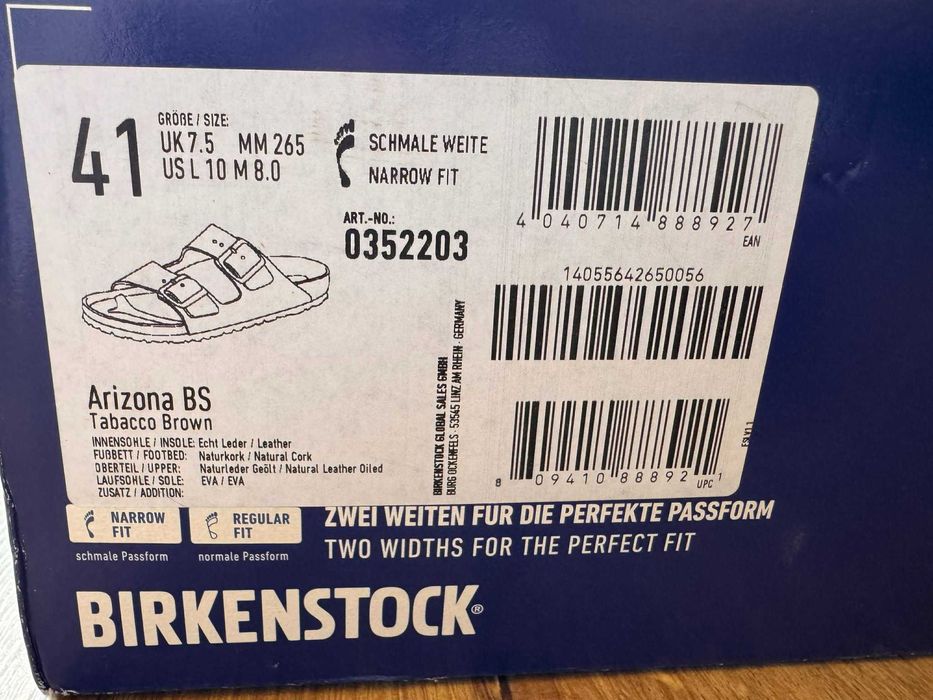 41
GRÖßE / SIZE:
UK 7.5 MM 265
US L 10 M 8.0
SCHMALE WEITE
NARROW FIT
ART.-NO.:
0352203
4 040714 888927
EAN
14055642650056
8 09410 88892 1
UPC
BIRKENSTOCK GLOBAL SALES GMBH
BURG OCKENFELS · 53545 LINZ AM RHEIN · GERMANY
Arizona BS
Tabacco Brown
INNENSOHLE / INSOLE: Echt Leder / Leather
FUßBETT / FOOTBED: Naturkork / Natural Cork
OBERTEIL / UPPER: Naturleder Geölt / Natural Leather Oiled
LAUFSOHLE / SOLE: EVA / EVA
ZUSATZ / ADDITION:
NARROW FIT
schmale Passform
REGULAR FIT
normale Passform
ZWEI WEITEN FÜR DIE PERFEKTE PASSFORM
TWO WIDTHS FOR THE PERFECT FIT
BIRKENSTOCK®